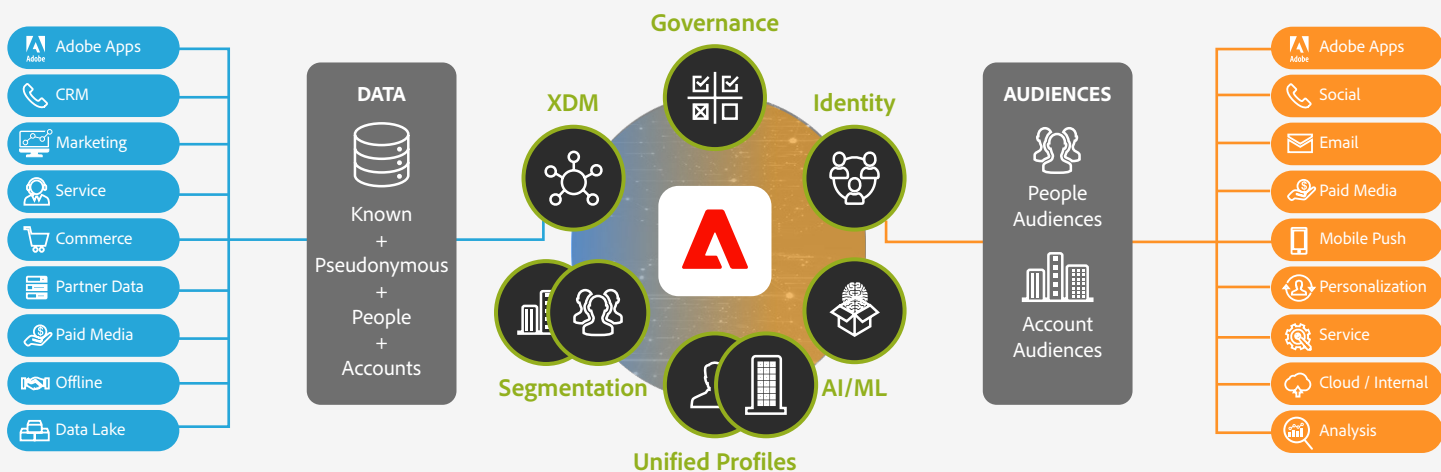 Adobe
Adobe Apps
CRM
Marketing
Service
Commerce
Partner Data
Paid Media
Offline
Data Lake
DATA
Known
+
Pseudonymous
+
People
+
Accounts
Governance
XDM
Identity
Segmentation
AI/ML
Unified Profiles
AUDIENCES
People
Audiences
Account
Audiences
Adobe
Adobe Apps
Social
Email
Paid Media
Mobile Push
Personalization
Service
Cloud / Internal
Analysis